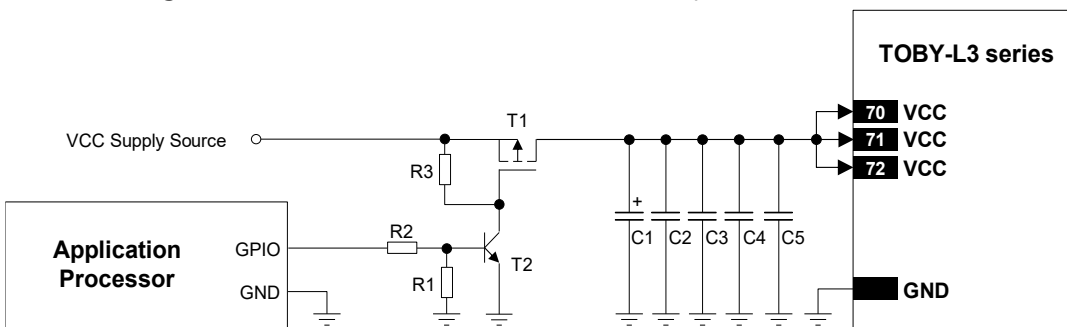 TOBY-L3 series
70 VCC
T1
VCC Supply Source
71 VCC
72 VCC
R3
+
C1
C2
C3
C4
C5
Application
Processor
GPIO
R2
T2
R1
GND
GND